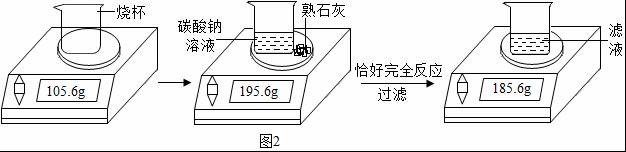 烧杯
105.6g
碳酸钠
溶液
熟石灰
195.6g
恰好完全反应
过滤
滤
液
185.6g
图2